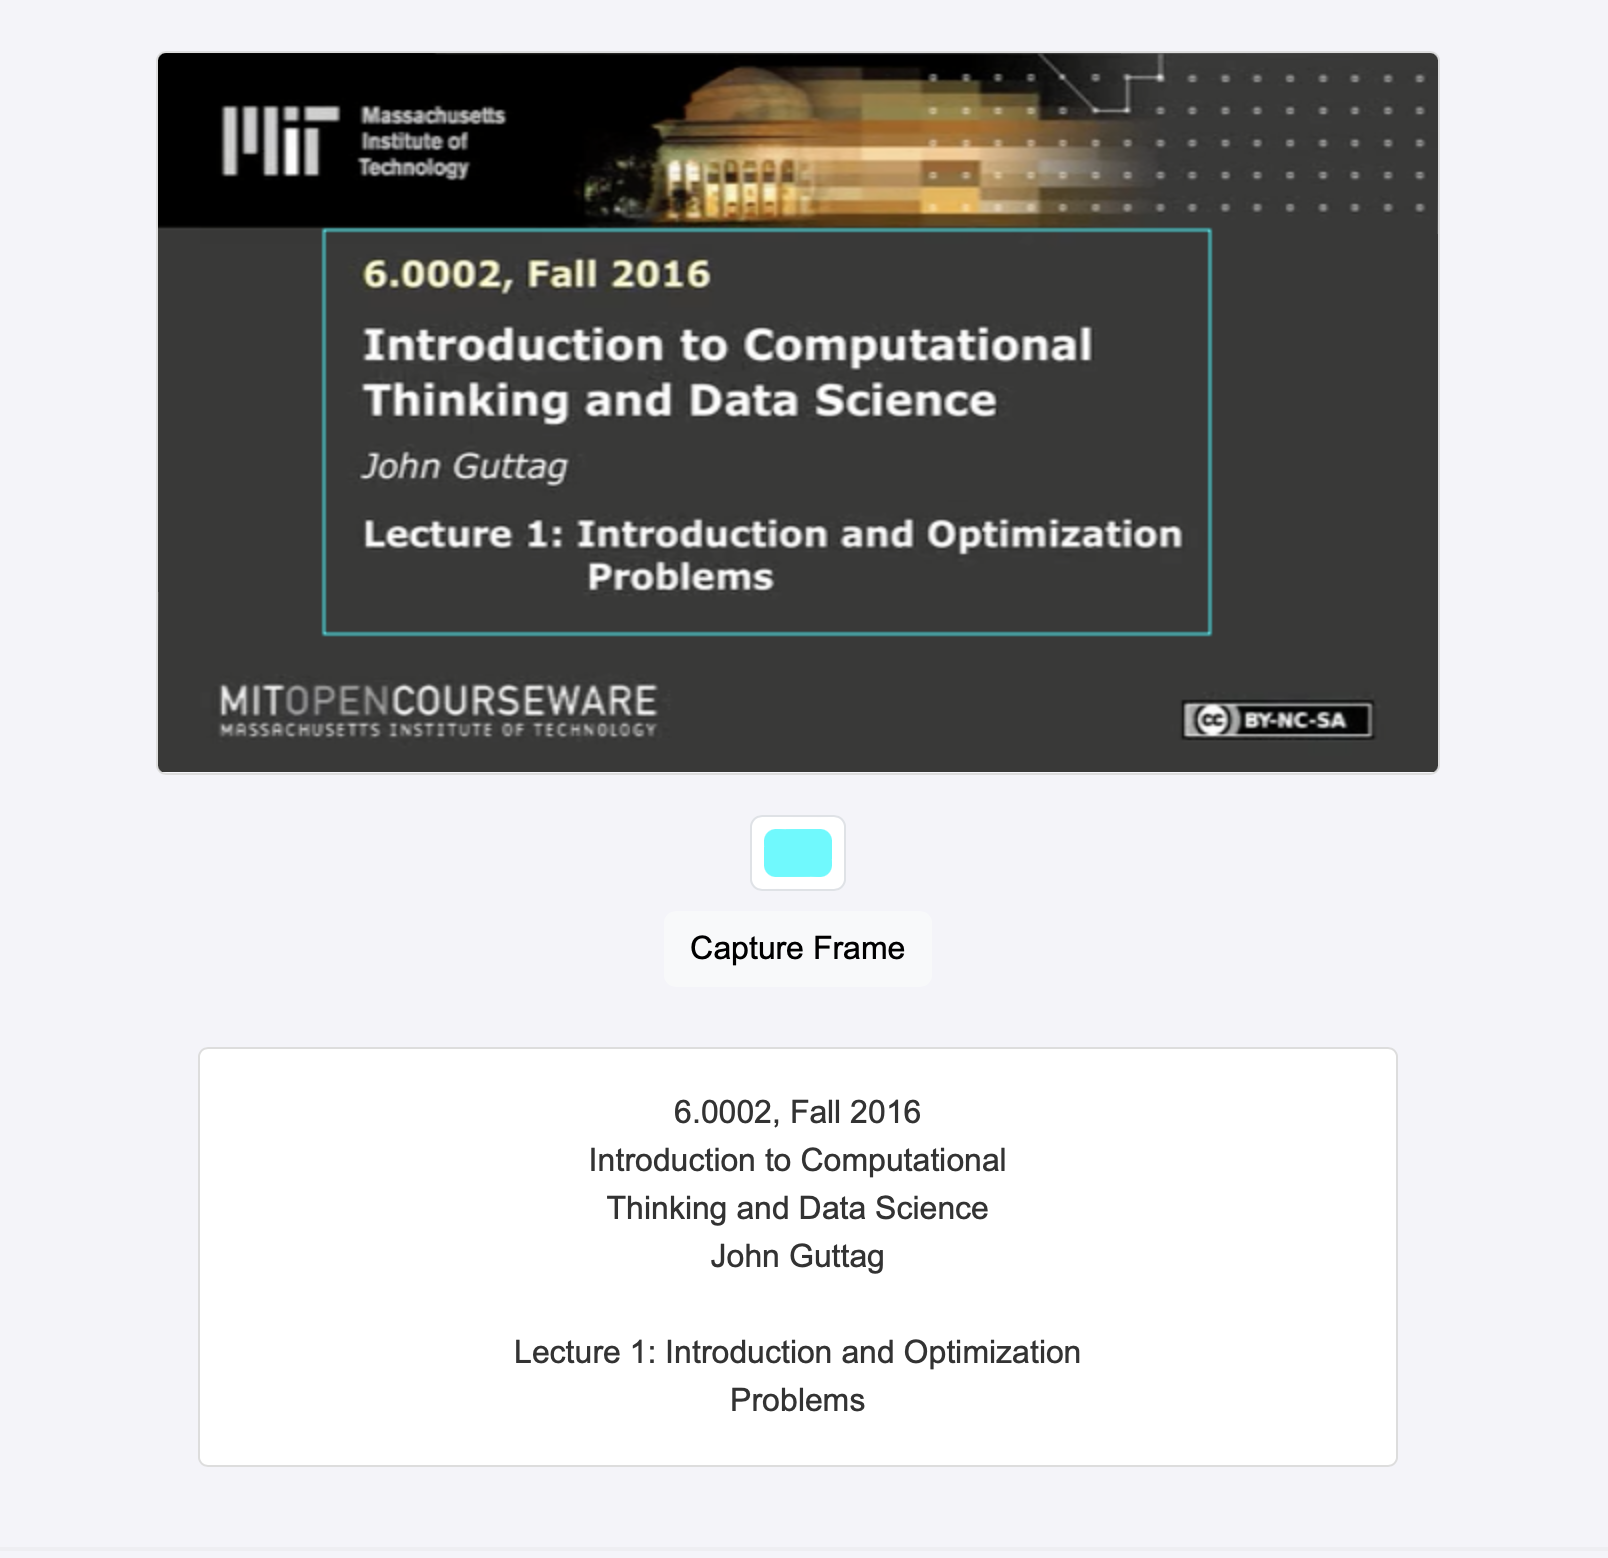 Massachusetts
Institute of
Technology
6.0002, Fall 2016
Introduction to Computational
Thinking and Data Science
John Guttag
Lecture 1: Introduction and Optimization
Problems
MITOPENCOURSEWARE
MASSACHUSETTS INSTITUTE OF TECHNOLOGY
cc BY-NC-SA
Capture Frame
6.0002, Fall 2016
Introduction to Computational
Thinking and Data Science
John Guttag
Lecture 1: Introduction and Optimization
Problems